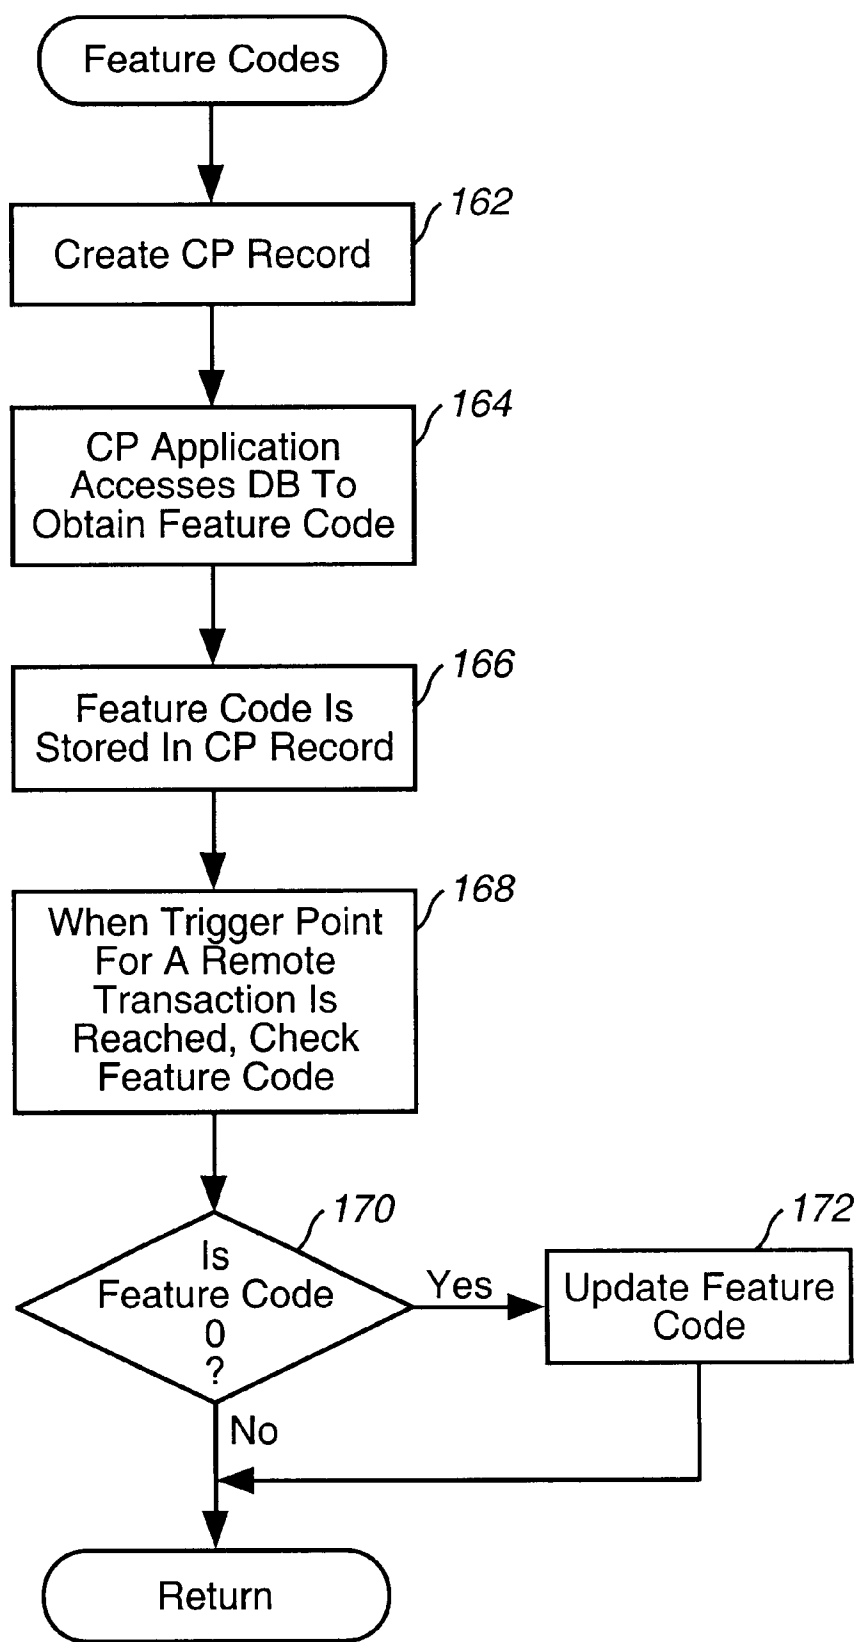 Feature Codes
162
Create CP Record
164
CP Application
Accesses DB To
Obtain Feature Code
166
Feature Code Is
Stored In CP Record
168
When Trigger Point
For A Remote
Transaction Is
Reached, Check
Feature Code
170
Is
Feature Code
0
?
Yes
172
Update Feature
Code
No
Return